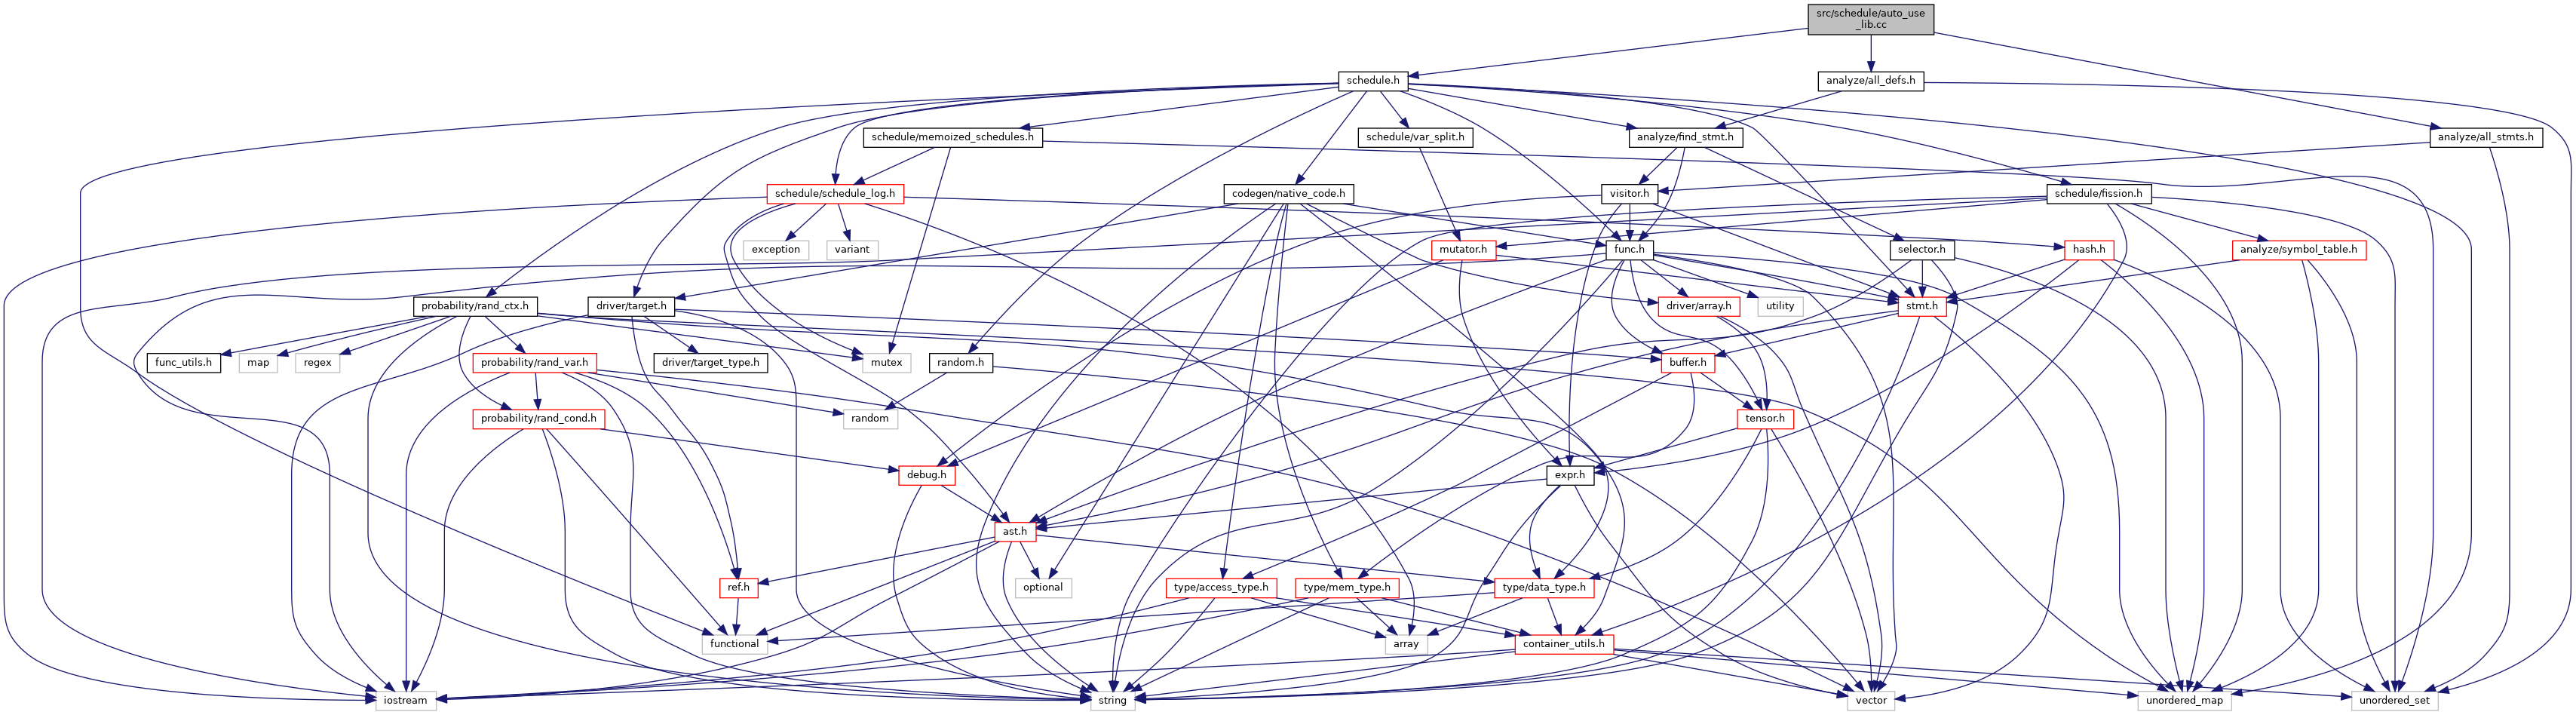 src/schedule/auto_use
_lib.cc
schedule.h
analyze/all_defs.h
schedule/memoized_schedules.h
schedule/var_split.h
analyze/find_stmt.h
analyze/all_stmts.h
schedule/schedule_log.h
codegen/native_code.h
visitor.h
schedule/fission.h
exception
variant
mutator.h
func.h
selector.h
hash.h
analyze/symbol_table.h
probability/rand_ctx.h
driver/target.h
driver/array.h
utility
stmt.h
func_utils.h
map
regex
probability/rand_var.h
driver/target_type.h
mutex
random.h
buffer.h
probability/rand_cond.h
random
tensor.h
debug.h
expr.h
ast.h
ref.h
optional
type/access_type.h
type/mem_type.h
type/data_type.h
functional
array
container_utils.h
iostream
string
vector
unordered_map
unordered_set